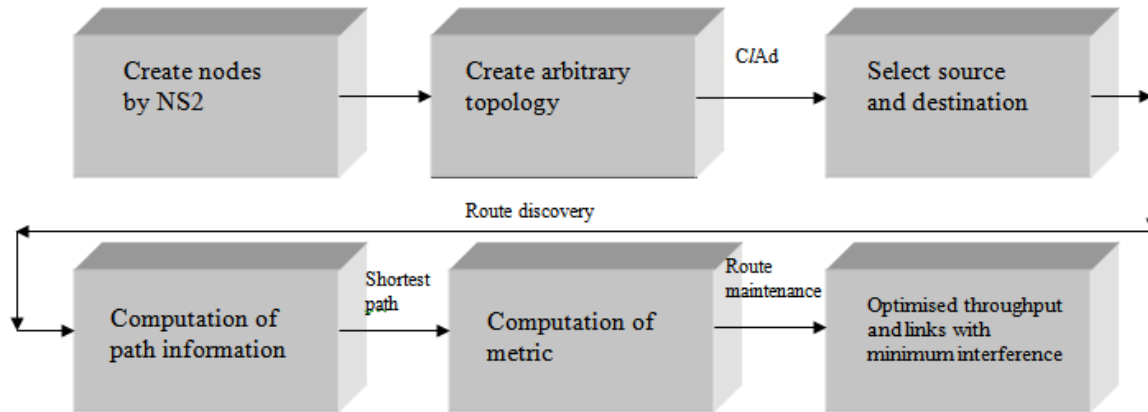 Create nodes
by NS2
Create arbitrary
topology
C/Ad
Select source
and destination
Route discovery
Computation of
path information
Shortest
path
Computation of
metric
Route
maintenance
Optimised throughput
and links with
minimum interference